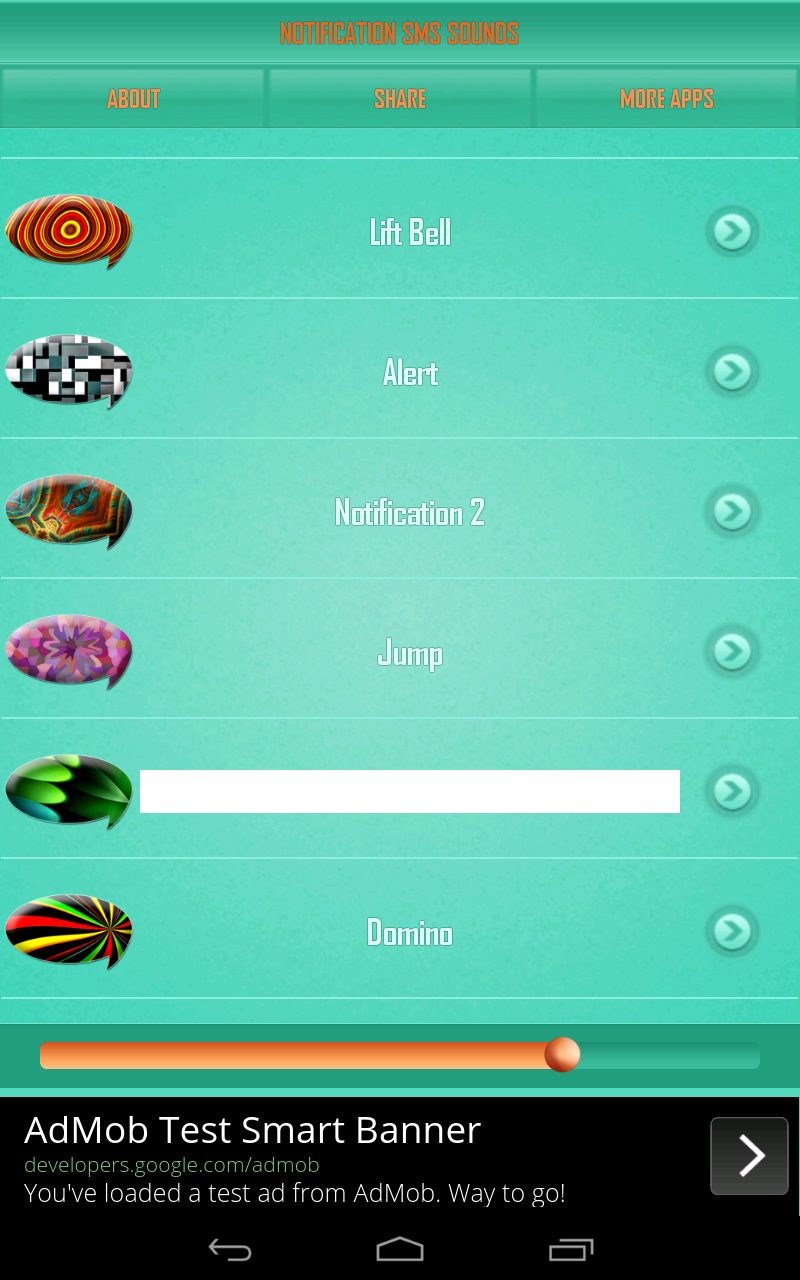 NOTIFICATION SMS SOUNDS
ABOUT
SHARE
MORE APPS
Lift Bell
Alert
Notification 2
Jump
Domino
AdMob Test Smart Banner
developers.google.com/admob
You've loaded a test ad from AdMob. Way to go!